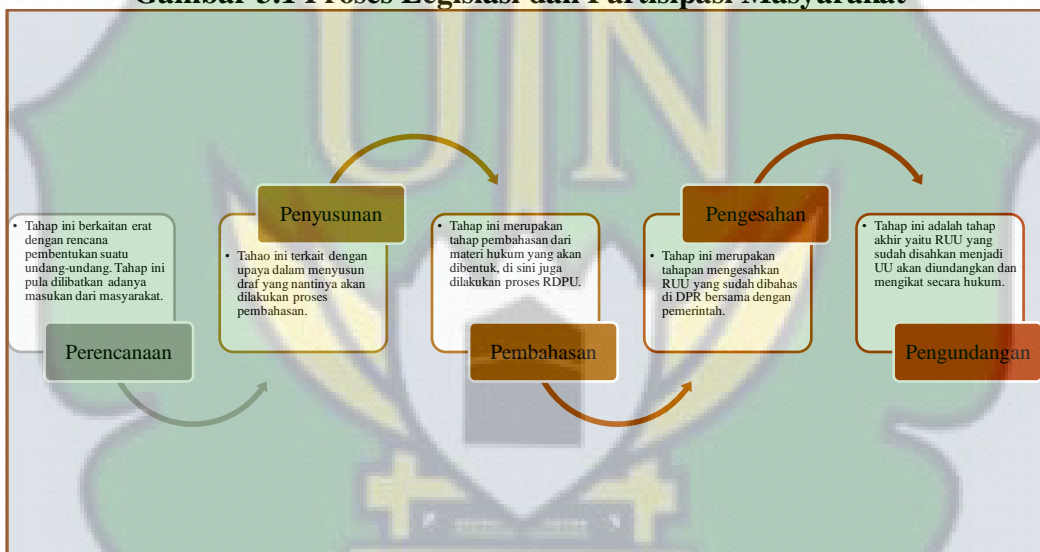 Gambar 3.1 Proses Legislasi dan Partisipasi Masyarakat
UIN
• Tahap ini berkaitan erat
dengan rencana
pembentukan suatu
undang-undang. Tahap ini
pula dilibatkan adanya
masukan dari masyarakat.
Perencanaan
Penyusunan
• Tahao ini terkait dengan
upaya dalam menyusun
draf yang nantinya akan
dilakukan proses
pembahasan.
• Tahap ini merupakan
tahap pembahasan dari
materi hukum yang akan
dibentuk, di sini juga
dilakukan proses RDPU.
Pembahasan
Pengesahan
• Tahap ini merupakan
tahapan mengesahkan
RUU yang sudah dibahas
di DPR bersama dengan
pemerintah.
• Tahap ini adalah tahap
akhir yaitu RUU yang
sudah disahkan menjadi
UU akan diundangkan dan
mengikat secara hukum.
Pengundangan